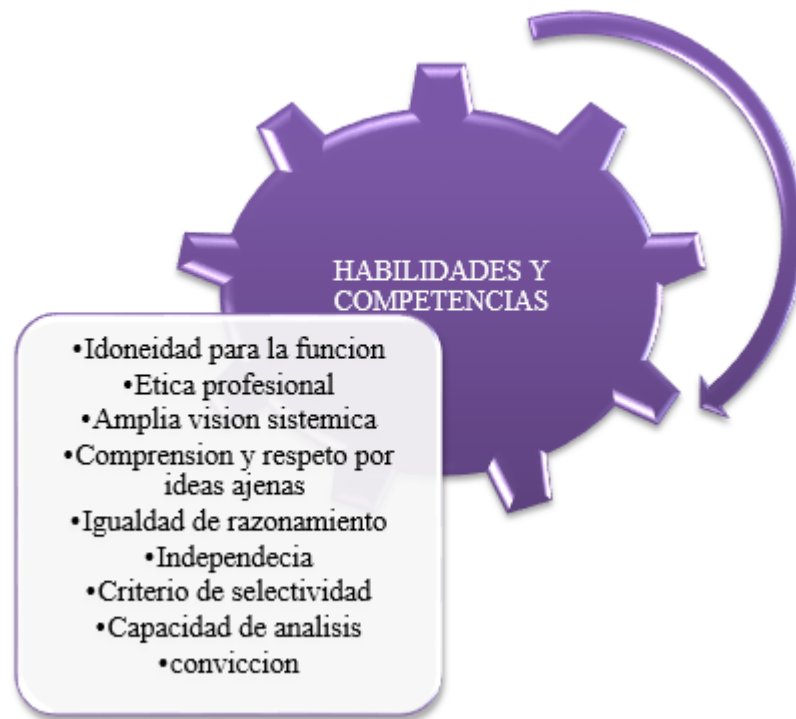 HABILIDADES Y
COMPETENCIAS
•Idoneidad para la funcion
•Etica profesional
•Amplia vision sistemica
•Comprension y respeto por
ideas ajenas
•Igualdad de razonamiento
•Independecia
•Criterio de selectividad
•Capacidad de analisis
•conviccion